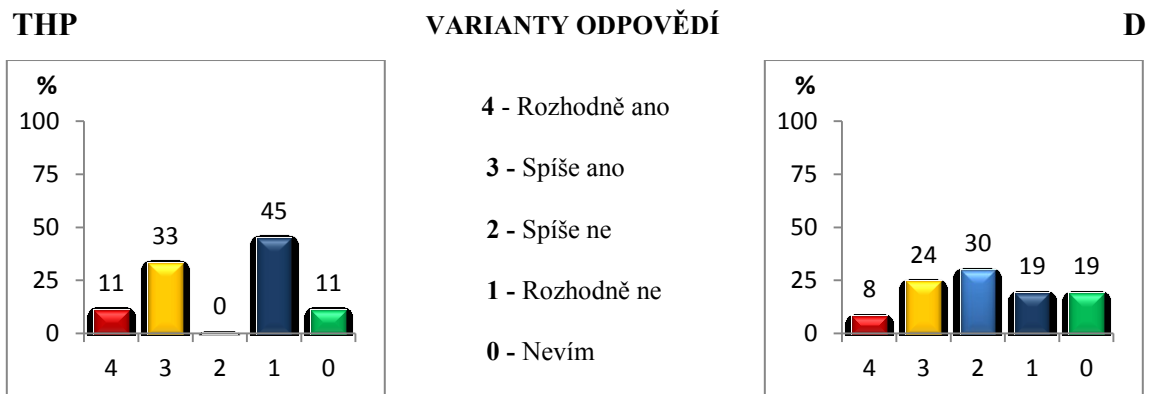 THP
VARIANTY ODPOVĚDÍ
D
%
100
75
50
25
0
11
33
0
45
11
4 3 2 1 0
4 - Rozhodně ano
3 - Spíše ano
2 - Spíše ne
1 - Rozhodně ne
0 - Nevím
%
100
75
50
25
0
8
24
30
19
19
4 3 2 1 0